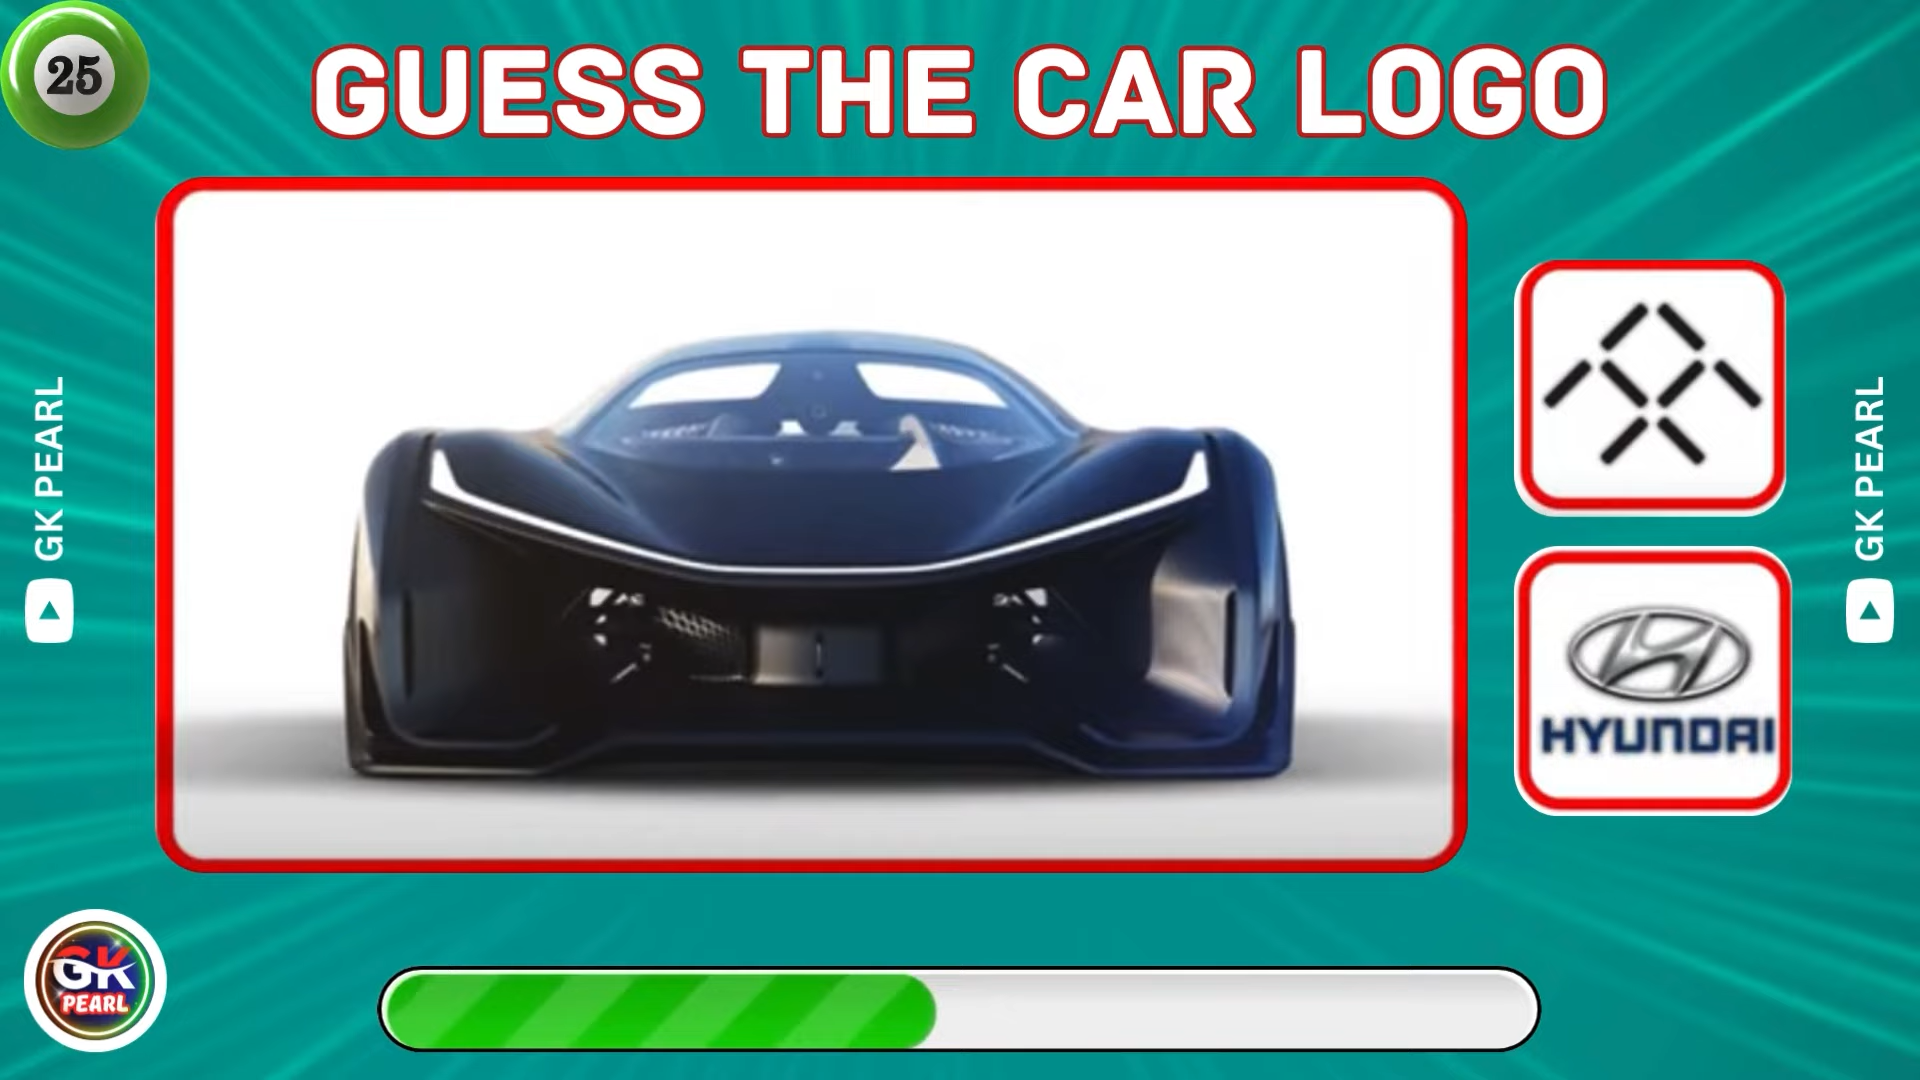 25
GUESS THE CAR LOGO
GK PEARL
HYUNDAI
GK PEARL
GK
PEARL